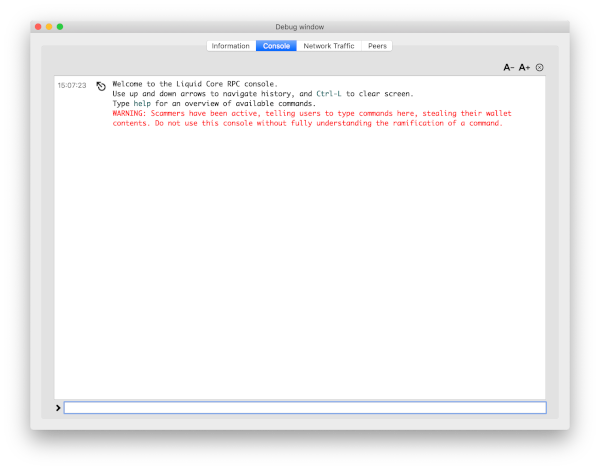 Debug window
Information Console Network Traffic Peers
A- A+
15:07:23 Welcome to the Liquid Core RPC console.
Use up and down arrows to navigate history, and Ctrl-L to clear screen.
Type help for an overview of available commands.
WARNING: Scammers have been active, telling users to type commands here, stealing their wallet
contents. Do not use this console without fully understanding the ramification of a command.